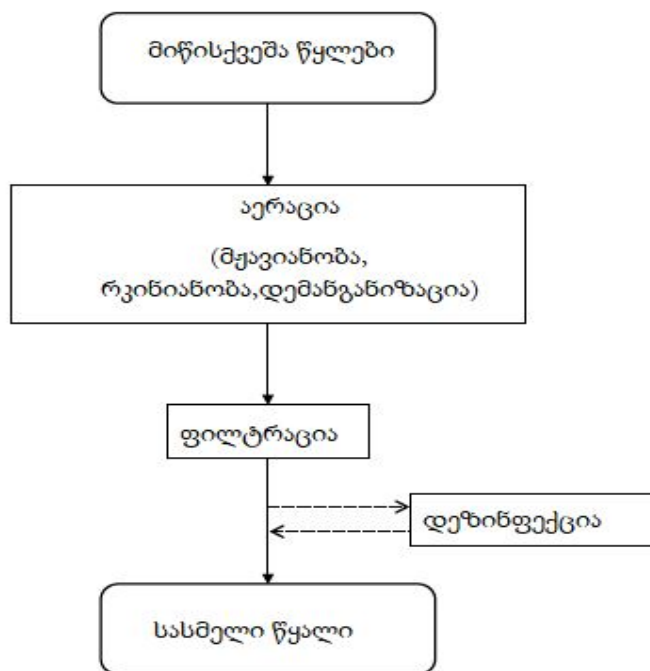 მიწისქვეშა წყლები
აერაცია
(მჟავიანობა,
რკინიანობა,დემანგანიზაცია)
ფილტრაცია
დეზინფექცია
სასმელი წყალი